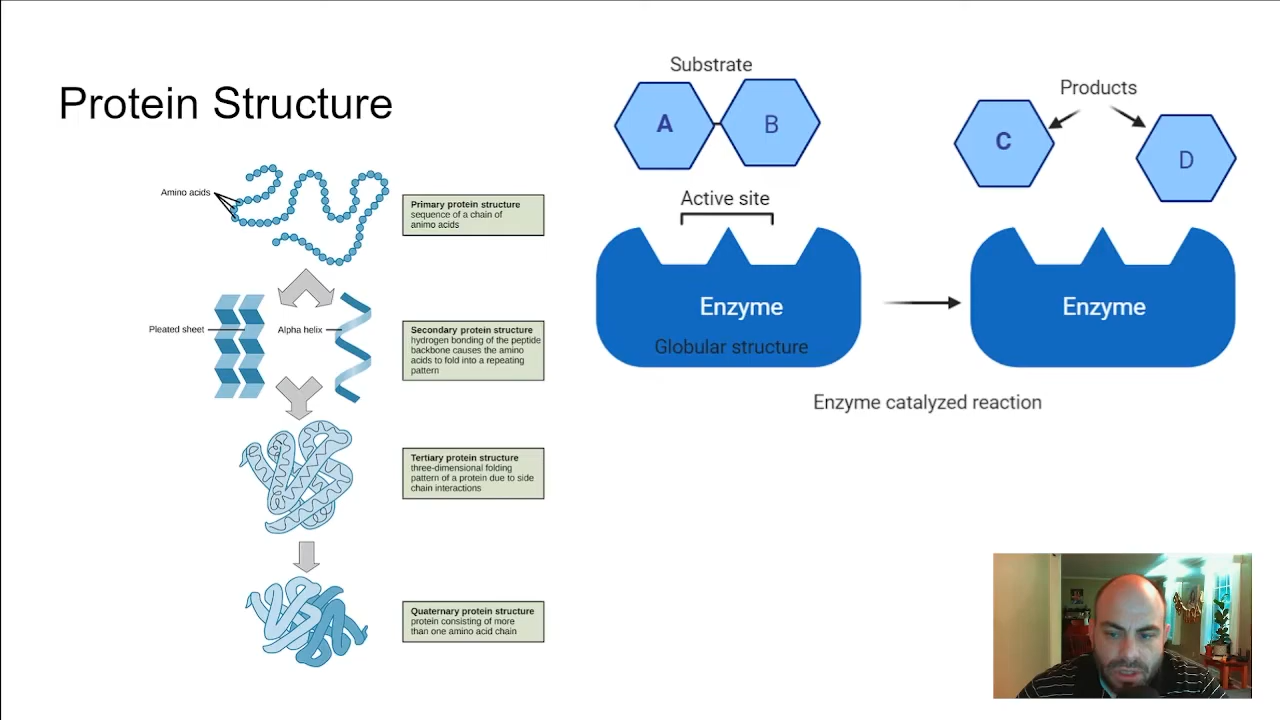 Protein Structure
Amino acids
Primary protein structure
sequence of a chain of
animo acids
Pleated sheet
Alpha helix
Secondary protein structure
hydrogen bonding of the peptide
backbone causes the amino
acids to fold into a repeating
pattern
Tertiary protein structure
three-dimensional folding
pattern of a protein due to side
chain interactions
Quaternary protein structure
protein consisting of more
than one amino acid chain
Substrate
A
B
Active site
Enzyme
Globular structure
Products
C
D
Enzyme
Enzyme catalyzed reaction